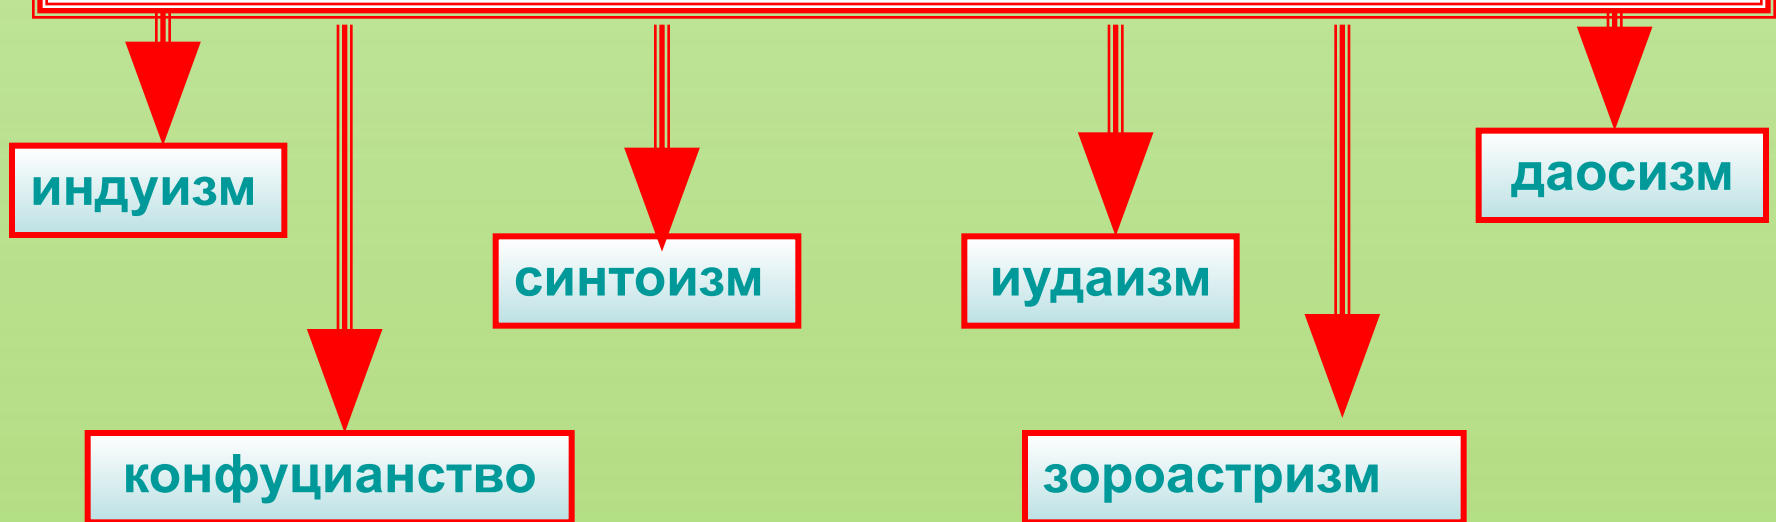 индуизм
даосизм
синтоизм
иудаизм
конфуцианство
зороастризм